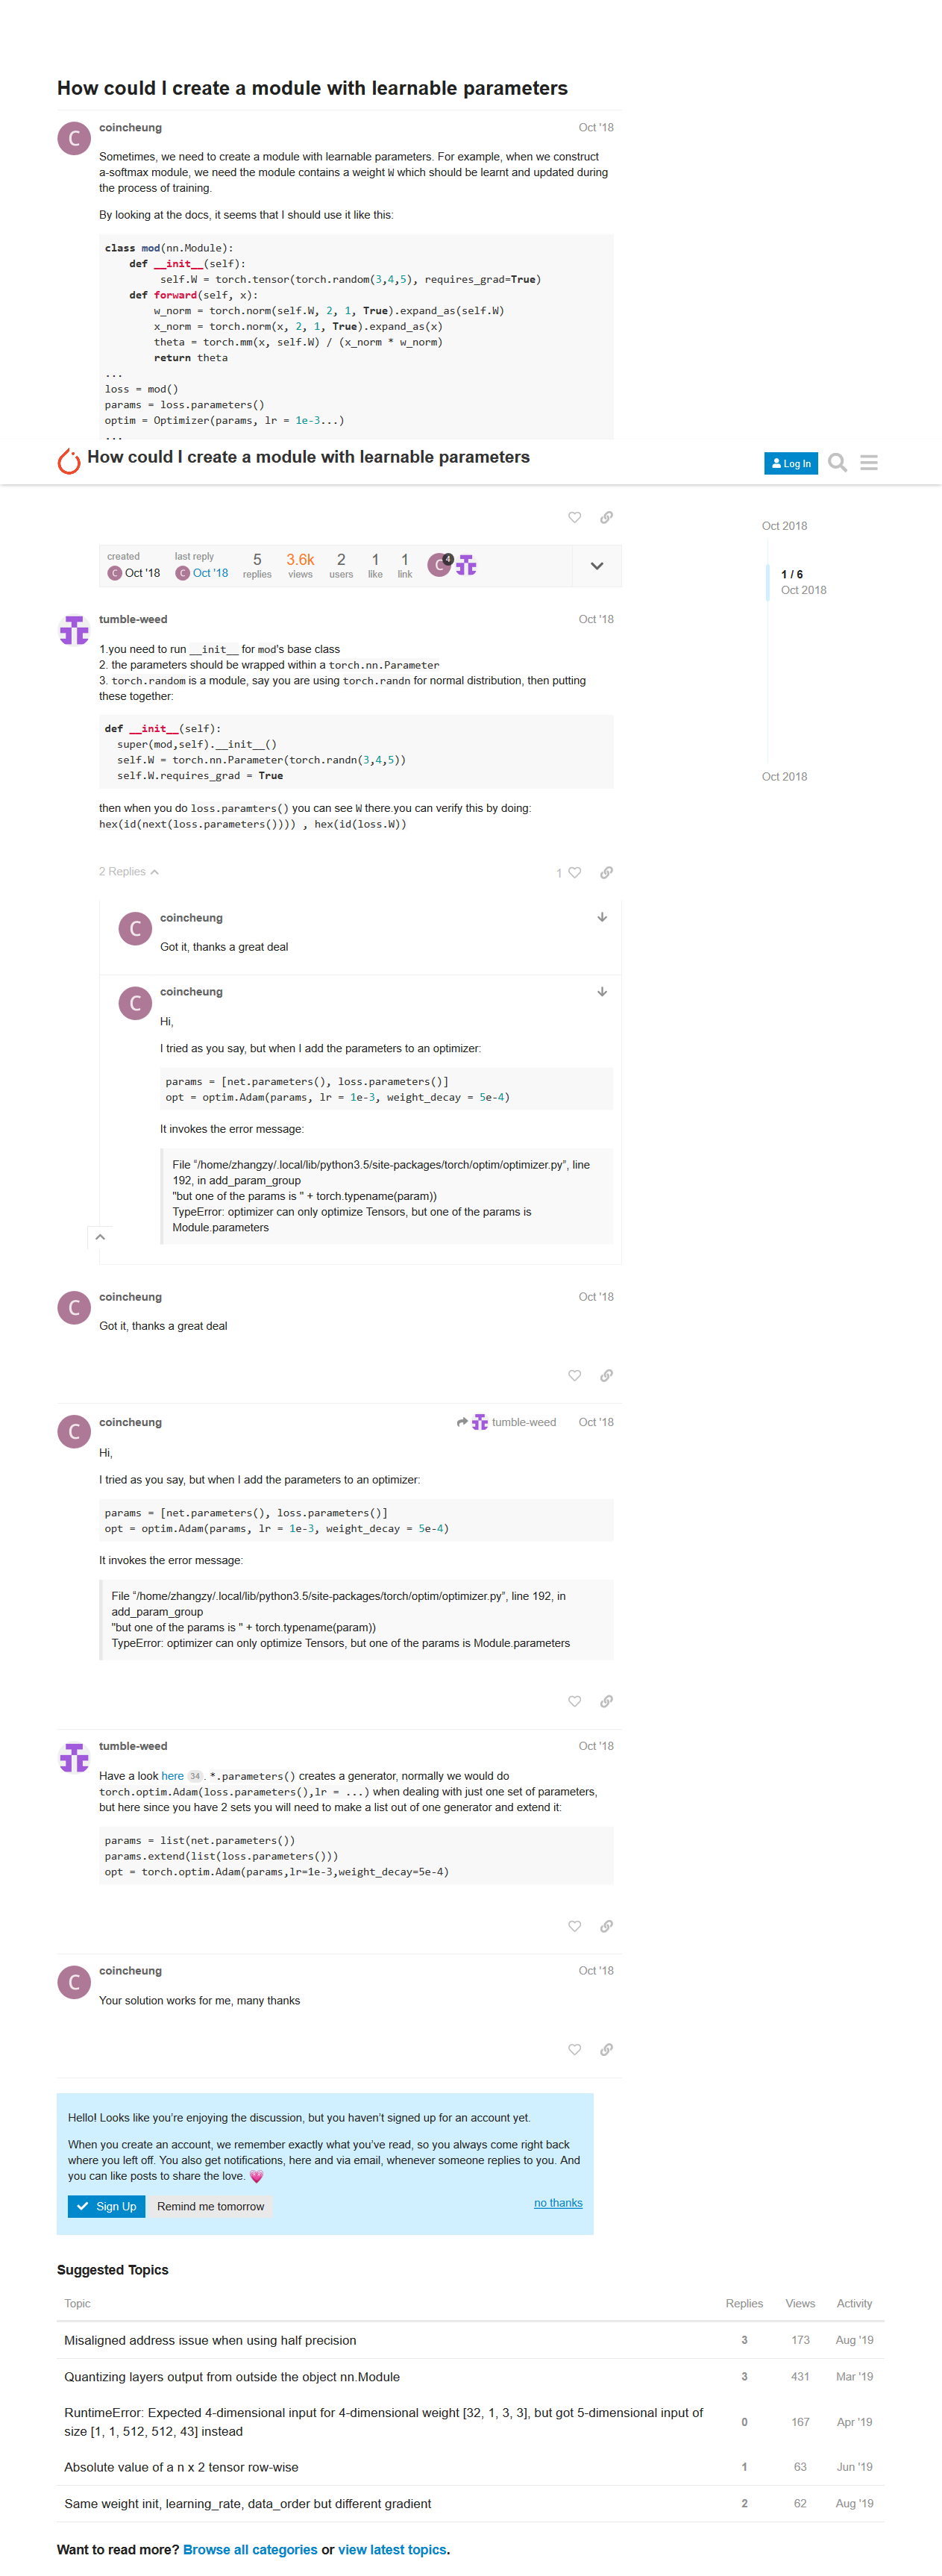 How could I create a module with learnable parameters
C
coincheung
Oct '18
Sometimes, we need to create a module with learnable parameters. For example, when we construct
a-softmax module, we need the module contains a weight W which should be learnt and updated during
the process of training.
By looking at the docs, it seems that I should use it like this:
class mod(nn.Module):
    def __init__(self):
         self.W = torch.tensor(torch.random(3,4,5), requires_grad=True)
    def forward(self, x):
        w_norm = torch.norm(self.W, 2, 1, True).expand_as(self.W)
        x_norm = torch.norm(x, 2, 1, True).expand_as(x)
        theta = torch.mm(x, self.W) / (x_norm * w_norm)
        return theta
...
loss = mod()
params = loss.parameters()
optim = Optimizer(params, lr = 1e-3...)
...
How could I create a module with learnable parameters
Log In
created
C Oct '18
last reply
C Oct '18
5
replies
3.6k
views
2
users
1
like
1
link
C 4
Oct 2018
1 / 6
Oct 2018
Oct 2018
tumble-weed
Oct '18
1.you need to run __init__ for mod's base class
2. the parameters should be wrapped within a torch.nn.Parameter
3. torch.random is a module, say you are using torch.randn for normal distribution, then putting
these together:
def __init__(self):
  super(mod,self).__init__()
  self.W = torch.nn.Parameter(torch.randn(3,4,5))
  self.W.requires_grad = True
then when you do loss.paramters() you can see W there.you can verify this by doing:
hex(id(next(loss.parameters()))) , hex(id(loss.W))
2 Replies
1
C
coincheung
Got it, thanks a great deal
C
coincheung
Hi,
I tried as you say, but when I add the parameters to an optimizer:
params = [net.parameters(), loss.parameters()]
opt = optim.Adam(params, lr = 1e-3, weight_decay = 5e-4)
It invokes the error message:
File “/home/zhangzy/.local/lib/python3.5/site-packages/torch/optim/optimizer.py”, line
192, in add_param_group
"but one of the params is " + torch.typename(param))
TypeError: optimizer can only optimize Tensors, but one of the params is
Module.parameters
C
coincheung
Oct '18
Got it, thanks a great deal
C
coincheung
tumble-weed
Oct '18
Hi,
I tried as you say, but when I add the parameters to an optimizer:
params = [net.parameters(), loss.parameters()]
opt = optim.Adam(params, lr = 1e-3, weight_decay = 5e-4)
It invokes the error message:
File “/home/zhangzy/.local/lib/python3.5/site-packages/torch/optim/optimizer.py”, line 192, in
add_param_group
"but one of the params is " + torch.typename(param))
TypeError: optimizer can only optimize Tensors, but one of the params is Module.parameters
tumble-weed
Oct '18
Have a look here 34. *.parameters() creates a generator, normally we would do
torch.optim.Adam(loss.parameters(),lr = ...) when dealing with just one set of parameters,
but here since you have 2 sets you will need to make a list out of one generator and extend it:
params = list(net.parameters())
params.extend(list(loss.parameters()))
opt = torch.optim.Adam(params,lr=1e-3,weight_decay=5e-4)
C
coincheung
Oct '18
Your solution works for me, many thanks
Hello! Looks like you’re enjoying the discussion, but you haven’t signed up for an account yet.
When you create an account, we remember exactly what you’ve read, so you always come right back
where you left off. You also get notifications, here and via email, whenever someone replies to you. And
you can like posts to share the love. 💗
Sign Up
Remind me tomorrow
no thanks
Suggested Topics
Topic Replies Views Activity
Misaligned address issue when using half precision 3 173 Aug '19
Quantizing layers output from outside the object nn.Module 3 431 Mar '19
RuntimeError: Expected 4-dimensional input for 4-dimensional weight [32, 1, 3, 3], but got 5-dimensional input of
size [1, 1, 512, 512, 43] instead 0 167 Apr '19
Absolute value of a n x 2 tensor row-wise 1 63 Jun '19
Same weight init, learning_rate, data_order but different gradient 2 62 Aug '19
Want to read more? Browse all categories or view latest topics.